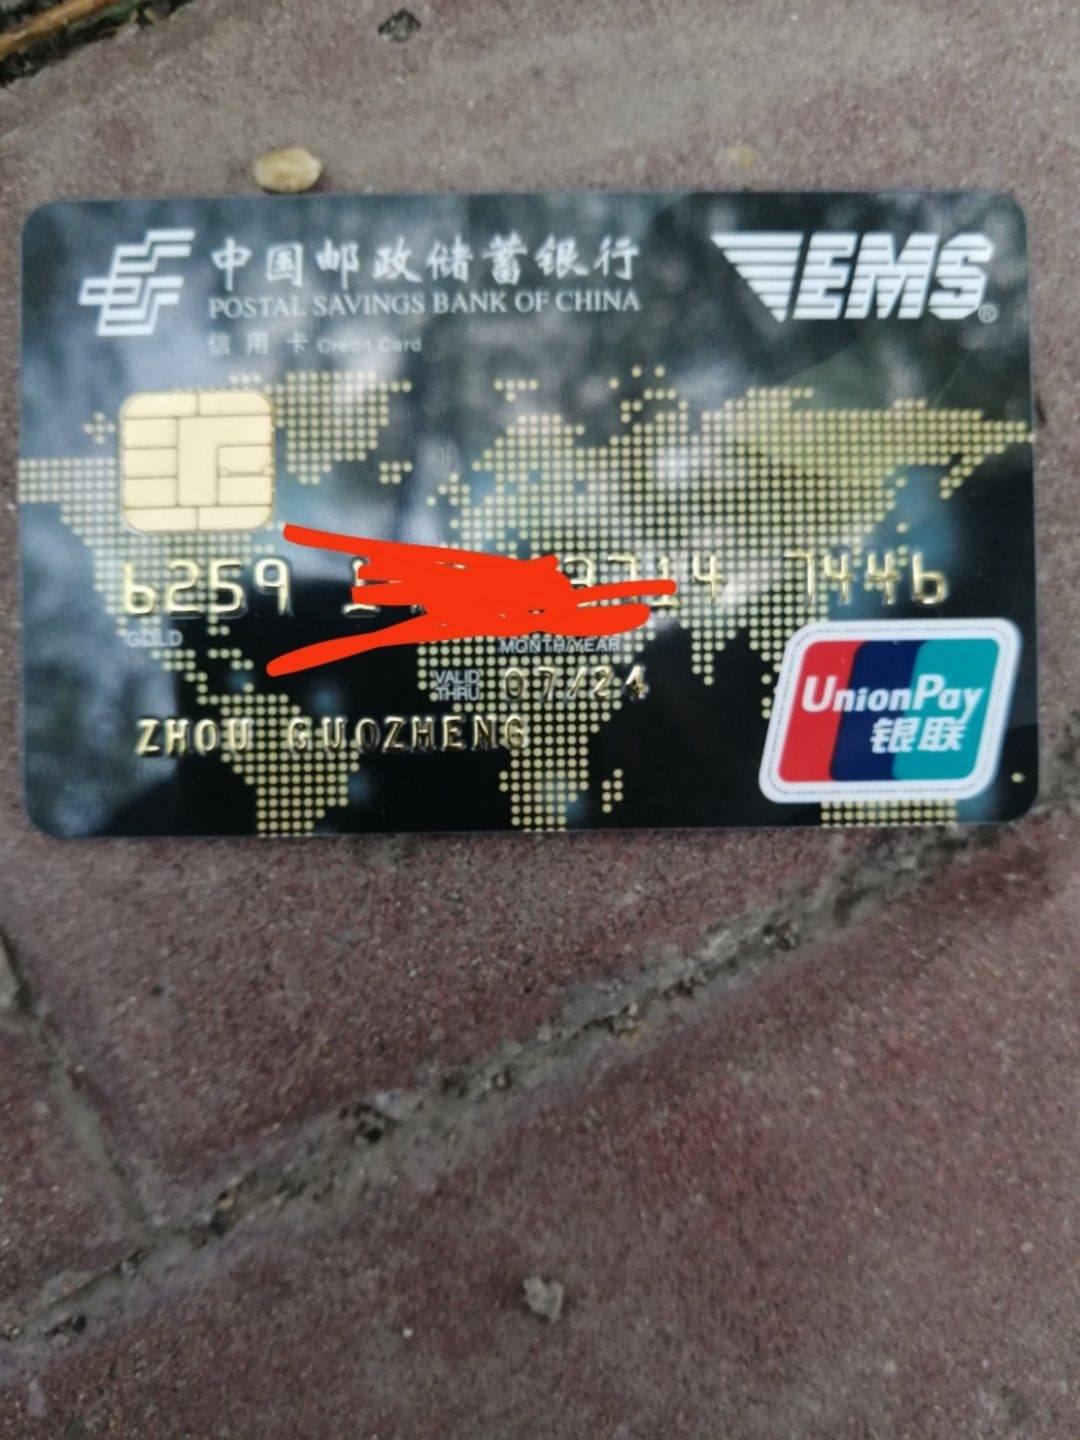 中国邮政储蓄银行
POSTAL SAVINGS BANK OF CHINA
信用卡 Credit Card
EMS®
6259 7446
GOLD
MONTH/YEAR
VALID THRU 07/24
ZHOU GUOZHENG
UnionPay
银联